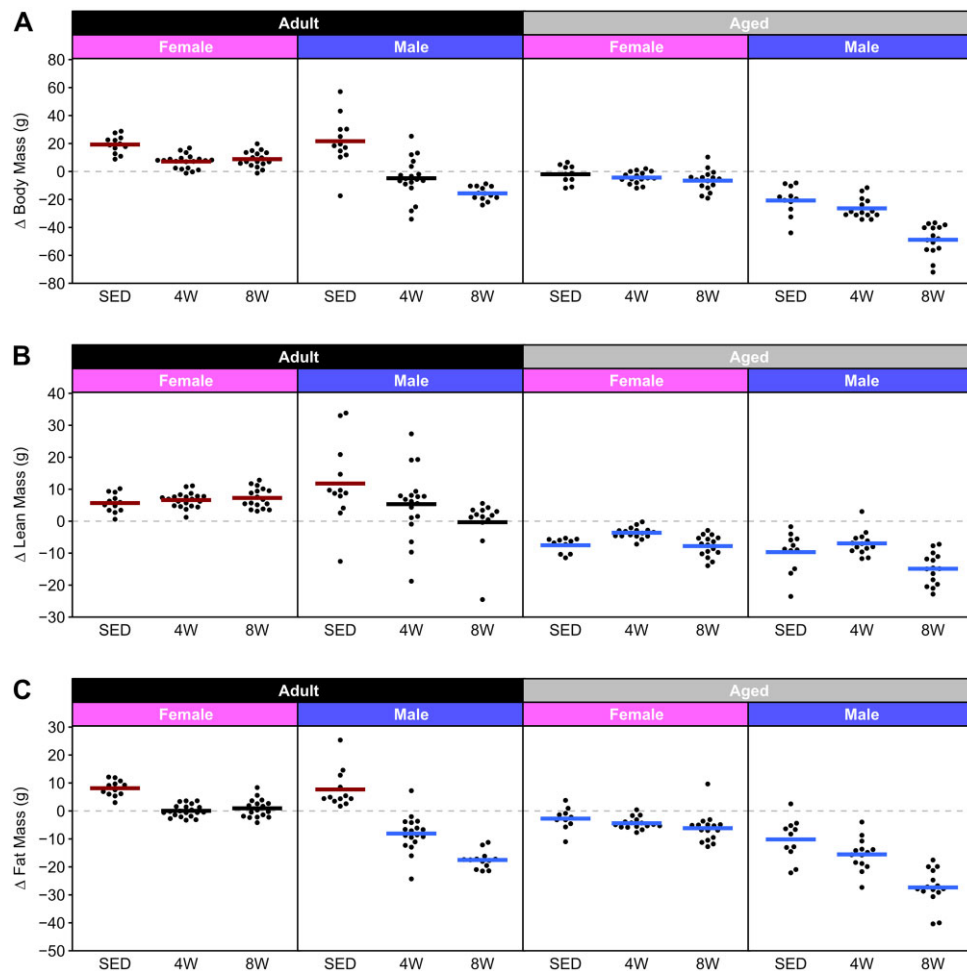 A
Adult Aged
Female Male Female Male
80
60
40
20
0
−20
−40
−60
−80
Δ Body Mass (g)
SED 4W 8W SED 4W 8W SED 4W 8W SED 4W 8W
B
Adult Aged
Female Male Female Male
40
30
20
10
0
−10
−20
−30
Δ Lean Mass (g)
SED 4W 8W SED 4W 8W SED 4W 8W SED 4W 8W
C
Adult Aged
Female Male Female Male
30
20
10
0
−10
−20
−30
−40
−50
Δ Fat Mass (g)
SED 4W 8W SED 4W 8W SED 4W 8W SED 4W 8W